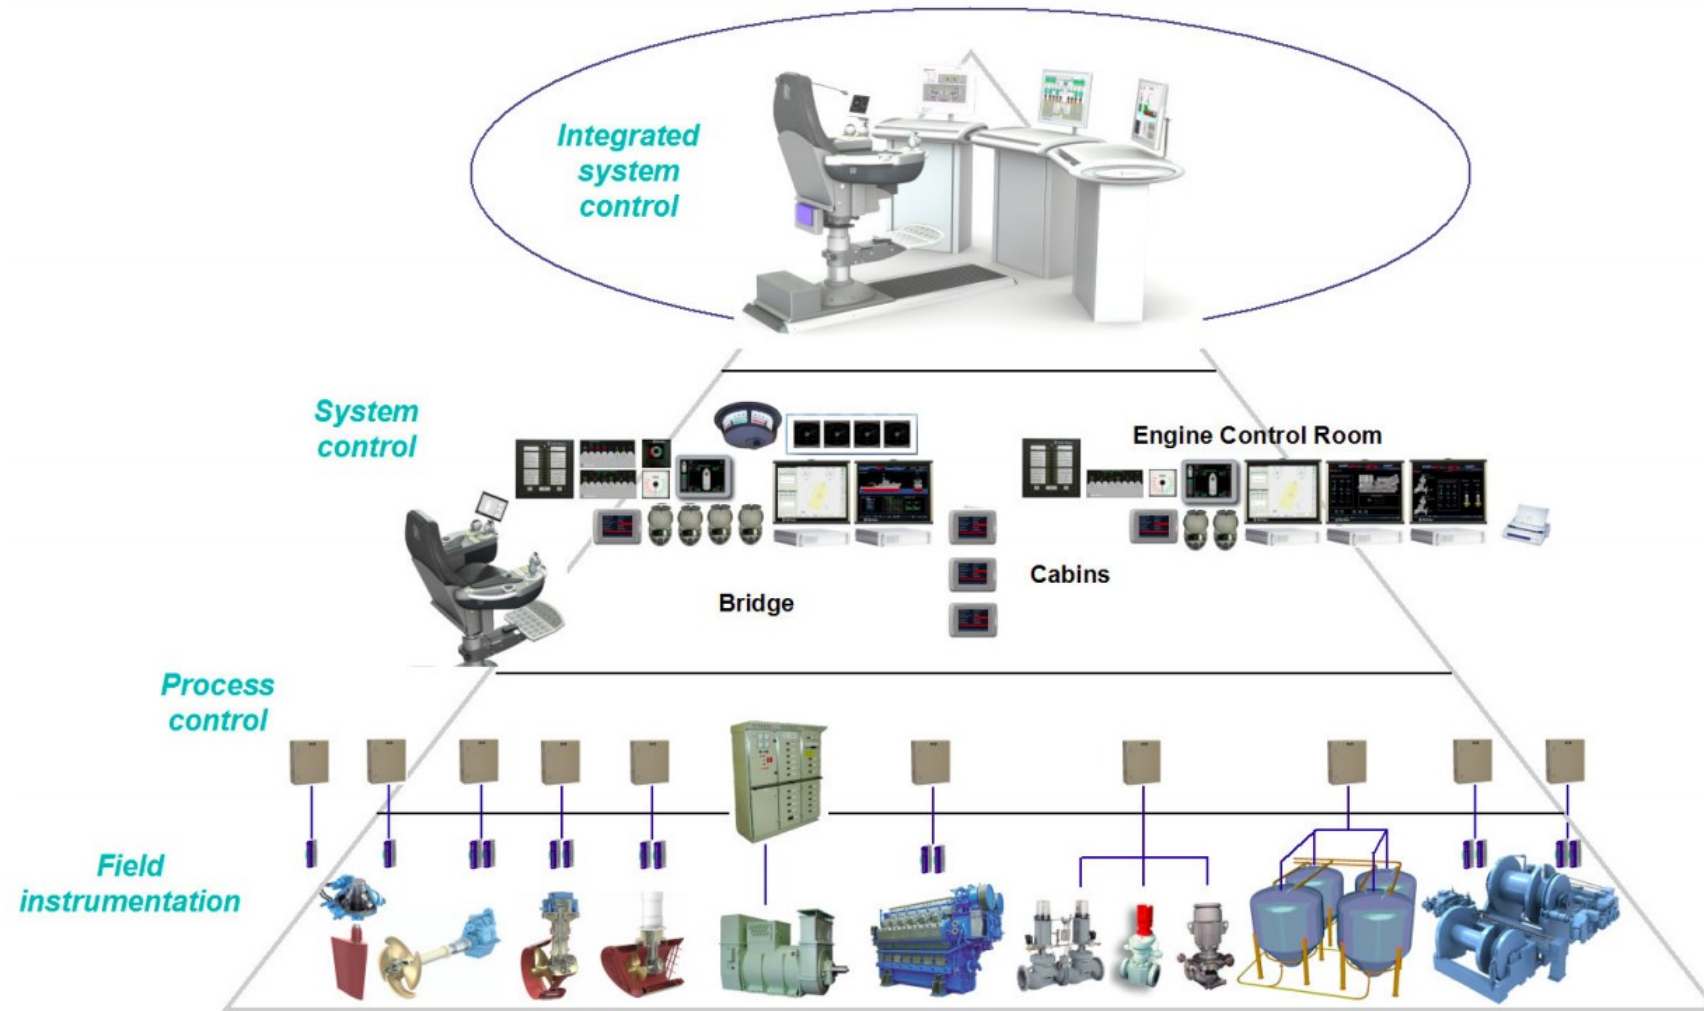 Integrated
system
control
System
control
Engine Control Room
Cabins
Bridge
Process
control
Field
instrumentation